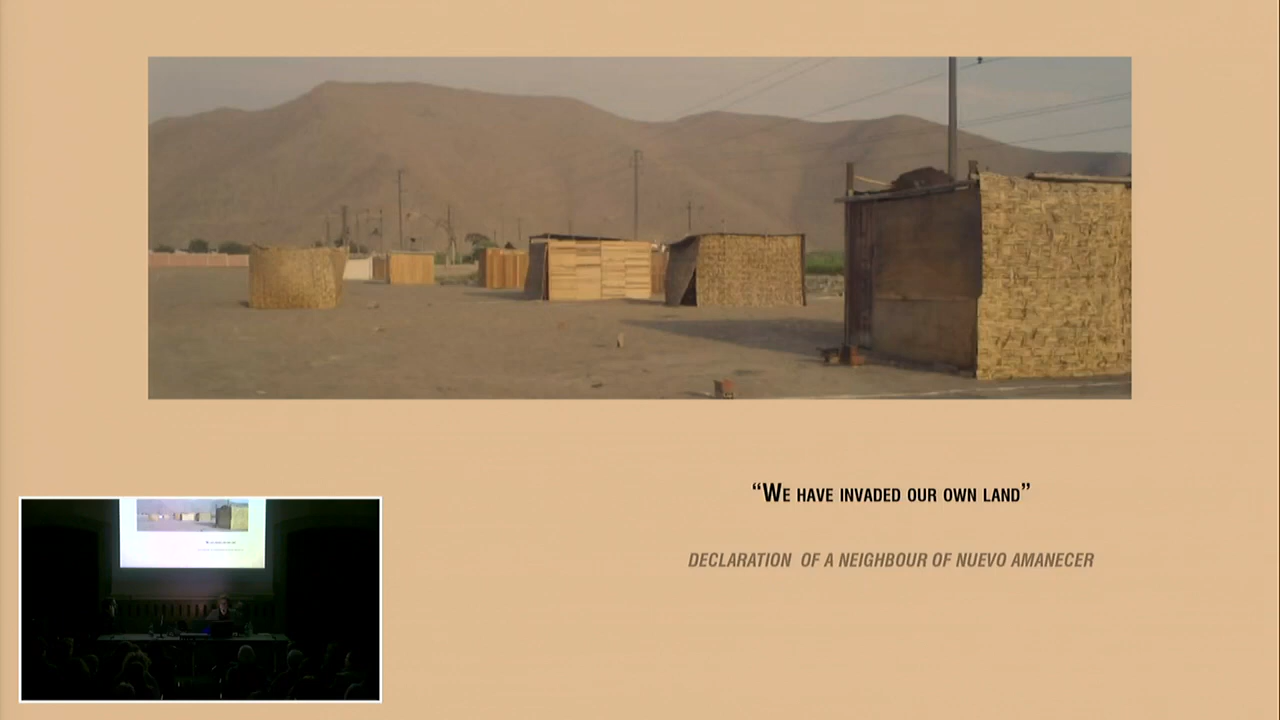 “WE HAVE INVADED OUR OWN LAND”
DECLARATION OF A NEIGHBOUR OF NUEVO AMANECER